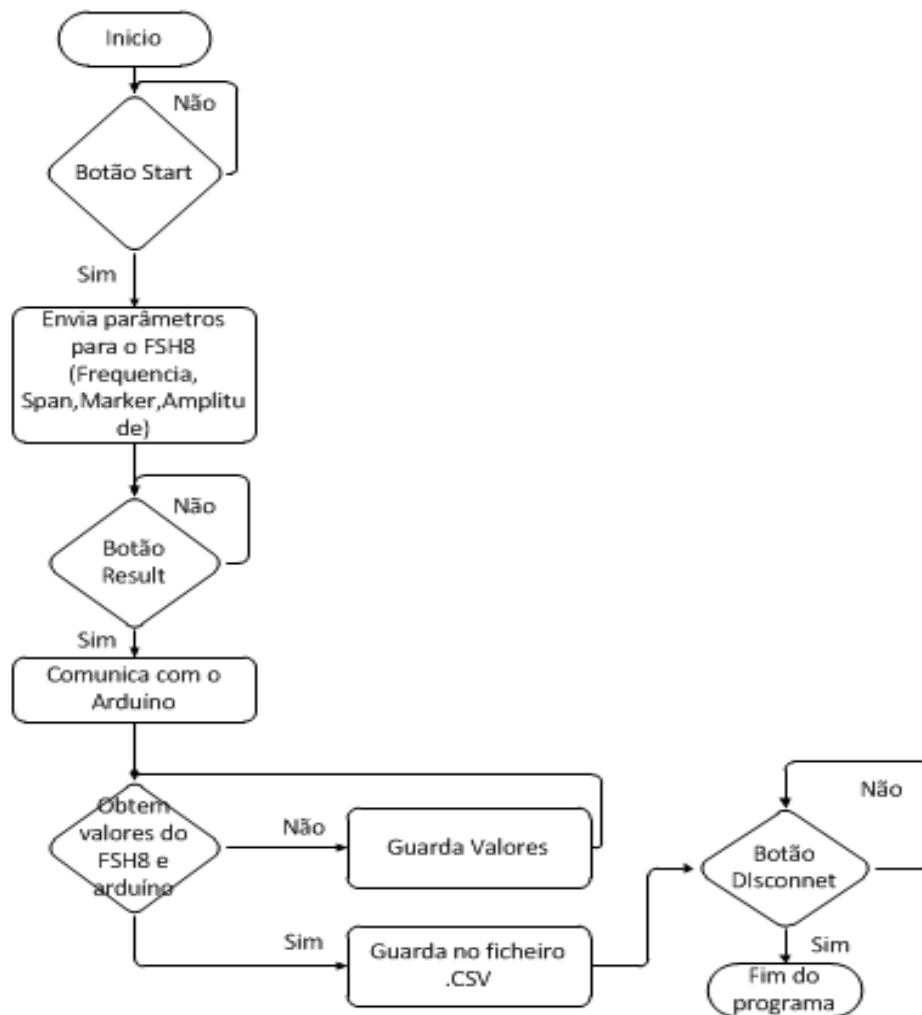 Inicio
Não
Botão Start
Sim
Envia parâmetros
para o FSH8
(Frequencia,
Span,Marker,Amplitu
de)
Não
Botão
Result
Sim
Comunica com o
Arduino
Obtem
valores do
FSH8 e
arduíno
Não
Guarda Valores
Sim
Guarda no ficheiro
.CSV
Não
Botão
DIsconnet
Sim
Fim do
programa